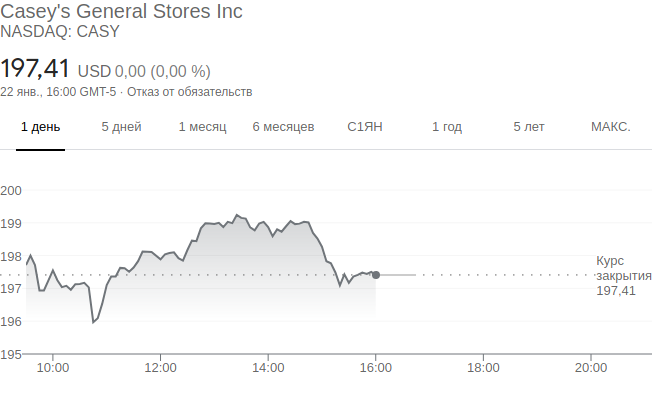 Casey's General Stores Inc
NASDAQ: CASY
197,41 USD 0,00 (0,00 %)
22 янв., 16:00 GMT-5 · Отказ от обязательств
1 день 5 дней 1 месяц 6 месяцев С1ЯН 1 год 5 лет МАКС.
200
199
198
197
196
195
Курс
закрытия
197,41
10:00 12:00 14:00 16:00 18:00 20:00